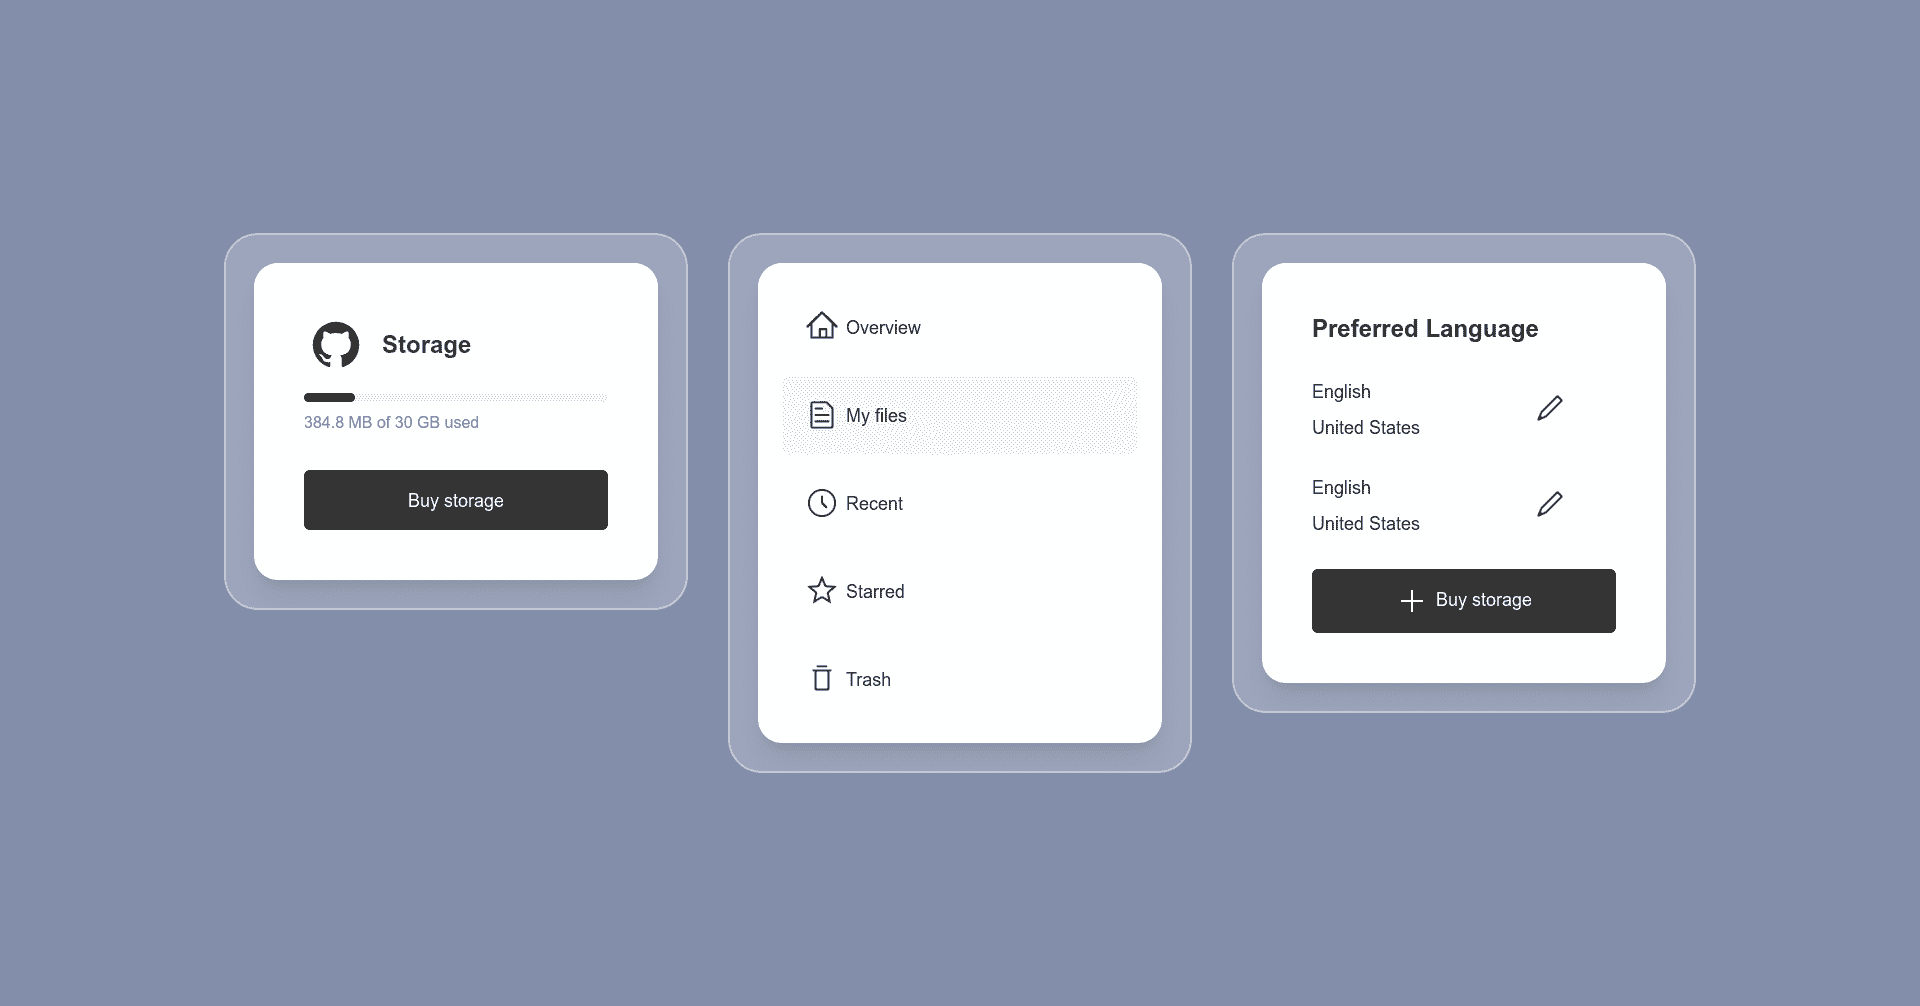 Storage
384.8 MB of 30 GB used
Buy storage
Overview
My files
Recent
Starred
Trash
Preferred Language
English
United States
English
United States
Buy storage